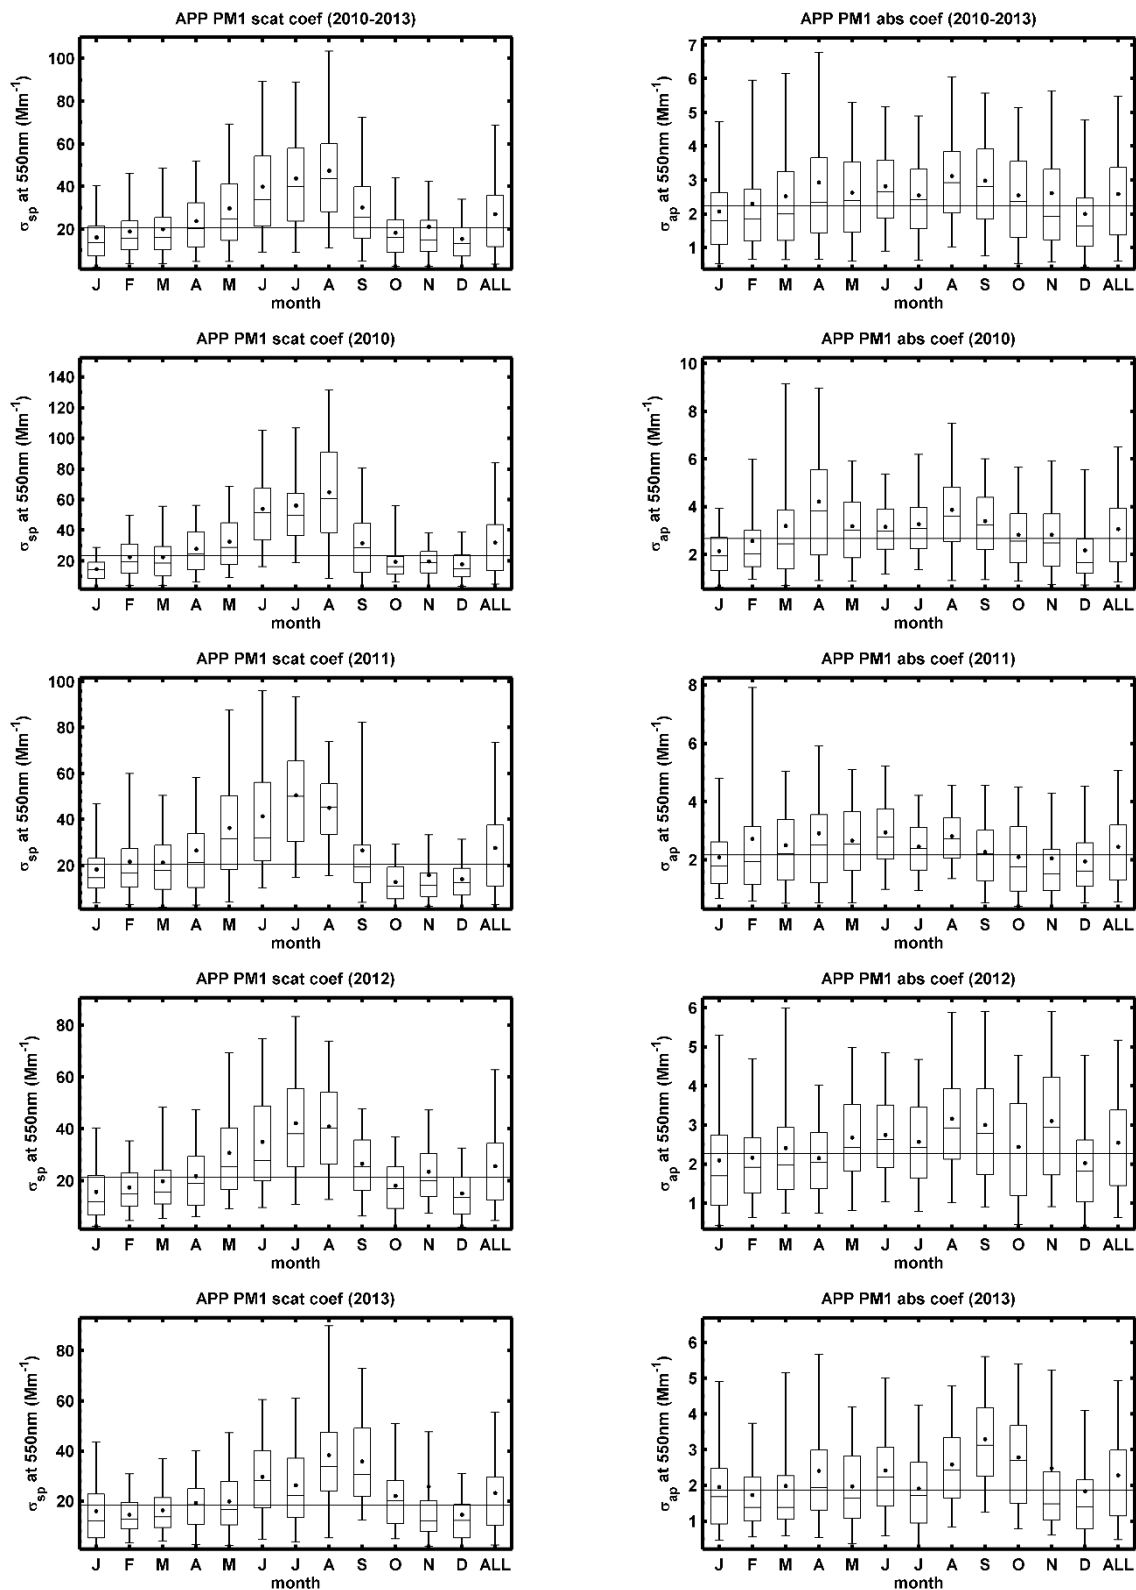 APP PM1 scat coef (2010-2013)
σsp at 550nm (Mm⁻¹)
100
80
60
40
20
J F M A M J J A S O N D ALL
month
APP PM1 abs coef (2010-2013)
σap at 550nm (Mm⁻¹)
7
6
5
4
3
2
1
J F M A M J J A S O N D ALL
month
APP PM1 scat coef (2010)
σsp at 550nm (Mm⁻¹)
140
120
100
80
60
40
20
J F M A M J J A S O N D ALL
month
APP PM1 abs coef (2010)
σap at 550nm (Mm⁻¹)
10
8
6
4
2
J F M A M J J A S O N D ALL
month
APP PM1 scat coef (2011)
σsp at 550nm (Mm⁻¹)
100
80
60
40
20
J F M A M J J A S O N D ALL
month
APP PM1 abs coef (2011)
σap at 550nm (Mm⁻¹)
8
6
4
2
J F M A M J J A S O N D ALL
month
APP PM1 scat coef (2012)
σsp at 550nm (Mm⁻¹)
80
60
40
20
J F M A M J J A S O N D ALL
month
APP PM1 abs coef (2012)
σap at 550nm (Mm⁻¹)
6
5
4
3
2
1
J F M A M J J A S O N D ALL
month
APP PM1 scat coef (2013)
σsp at 550nm (Mm⁻¹)
80
60
40
20
J F M A M J J A S O N D ALL
month
APP PM1 abs coef (2013)
σap at 550nm (Mm⁻¹)
6
5
4
3
2
1
J F M A M J J A S O N D ALL
month